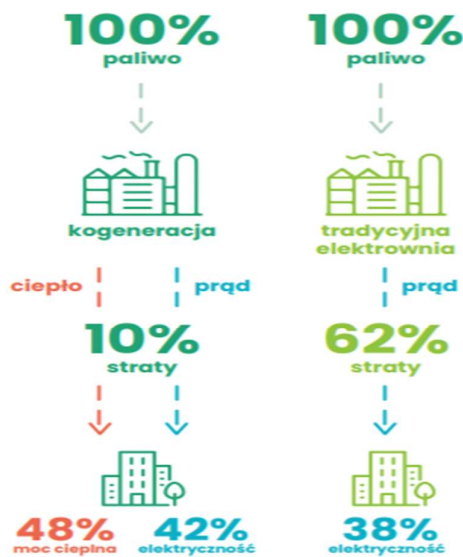 100%
paliwo
kogeneracja
ciepło
prąd
10%
straty
48%
moc cieplna
42%
elektryczność
100%
paliwo
tradycyjna
elektrownia
prąd
62%
straty
38%
elektryczność